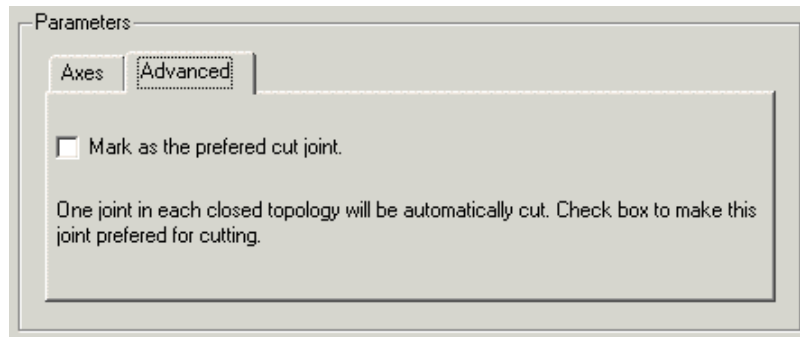 Parameters
Axes Advanced
Mark as the prefered cut joint.
One joint in each closed topology will be automatically cut. Check box to make this
joint prefered for cutting.